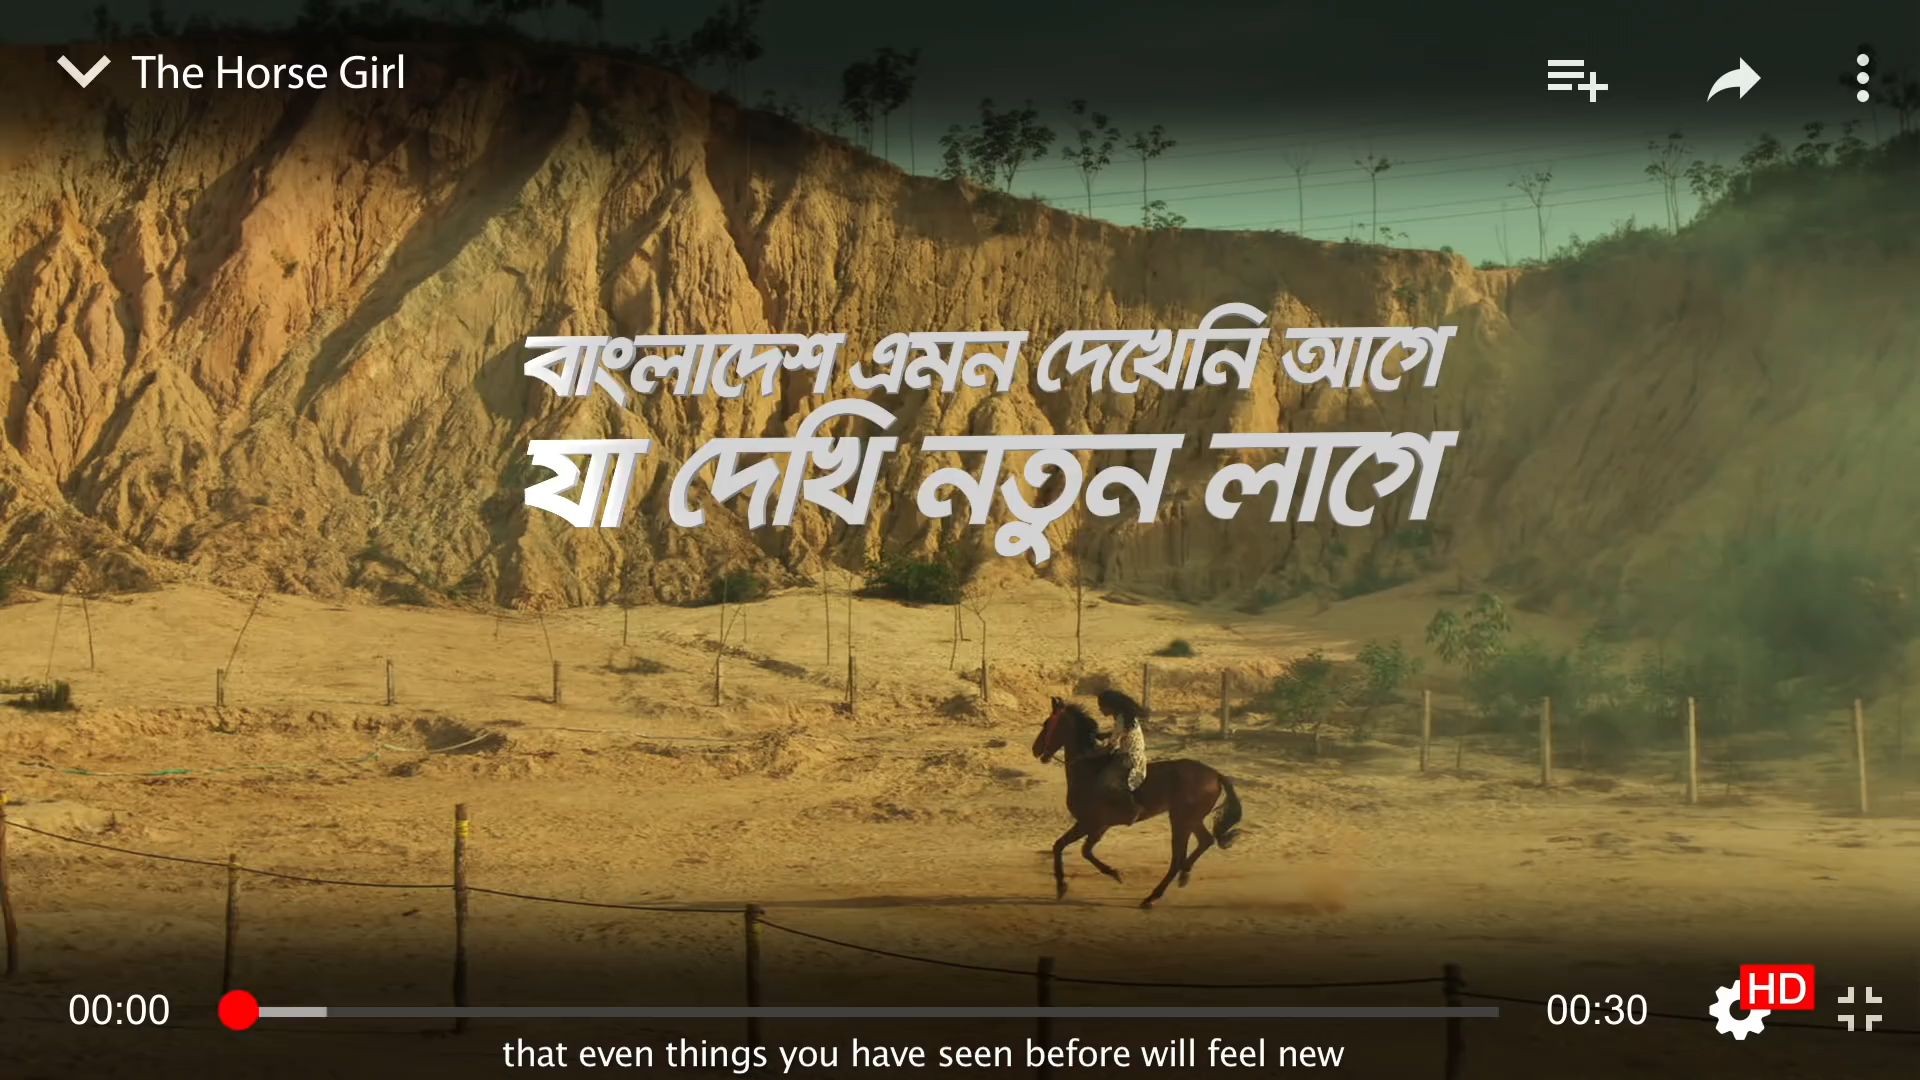 The Horse Girl
বাংলাদেশ এমন দেখেনি আগে
যা দেখি নতুন লাগে
00:00
00:30
HD
that even things you have seen before will feel new